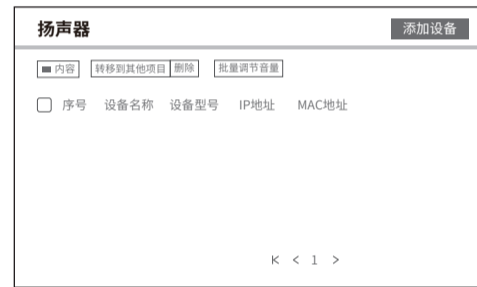 扬声器 添加设备
内容 转移到其他项目 删除 批量调节音量
序号 设备名称 设备型号 IP地址 MAC地址
K < 1 >